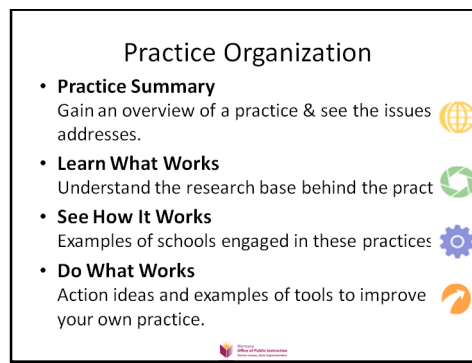 Practice Organization
• Practice Summary
Gain an overview of a practice & see the issues
addresses.
• Learn What Works
Understand the research base behind the pract
• See How It Works
Examples of schools engaged in these practices
• Do What Works
Action ideas and examples of tools to improve
your own practice.
Montana
Office of Public Instruction